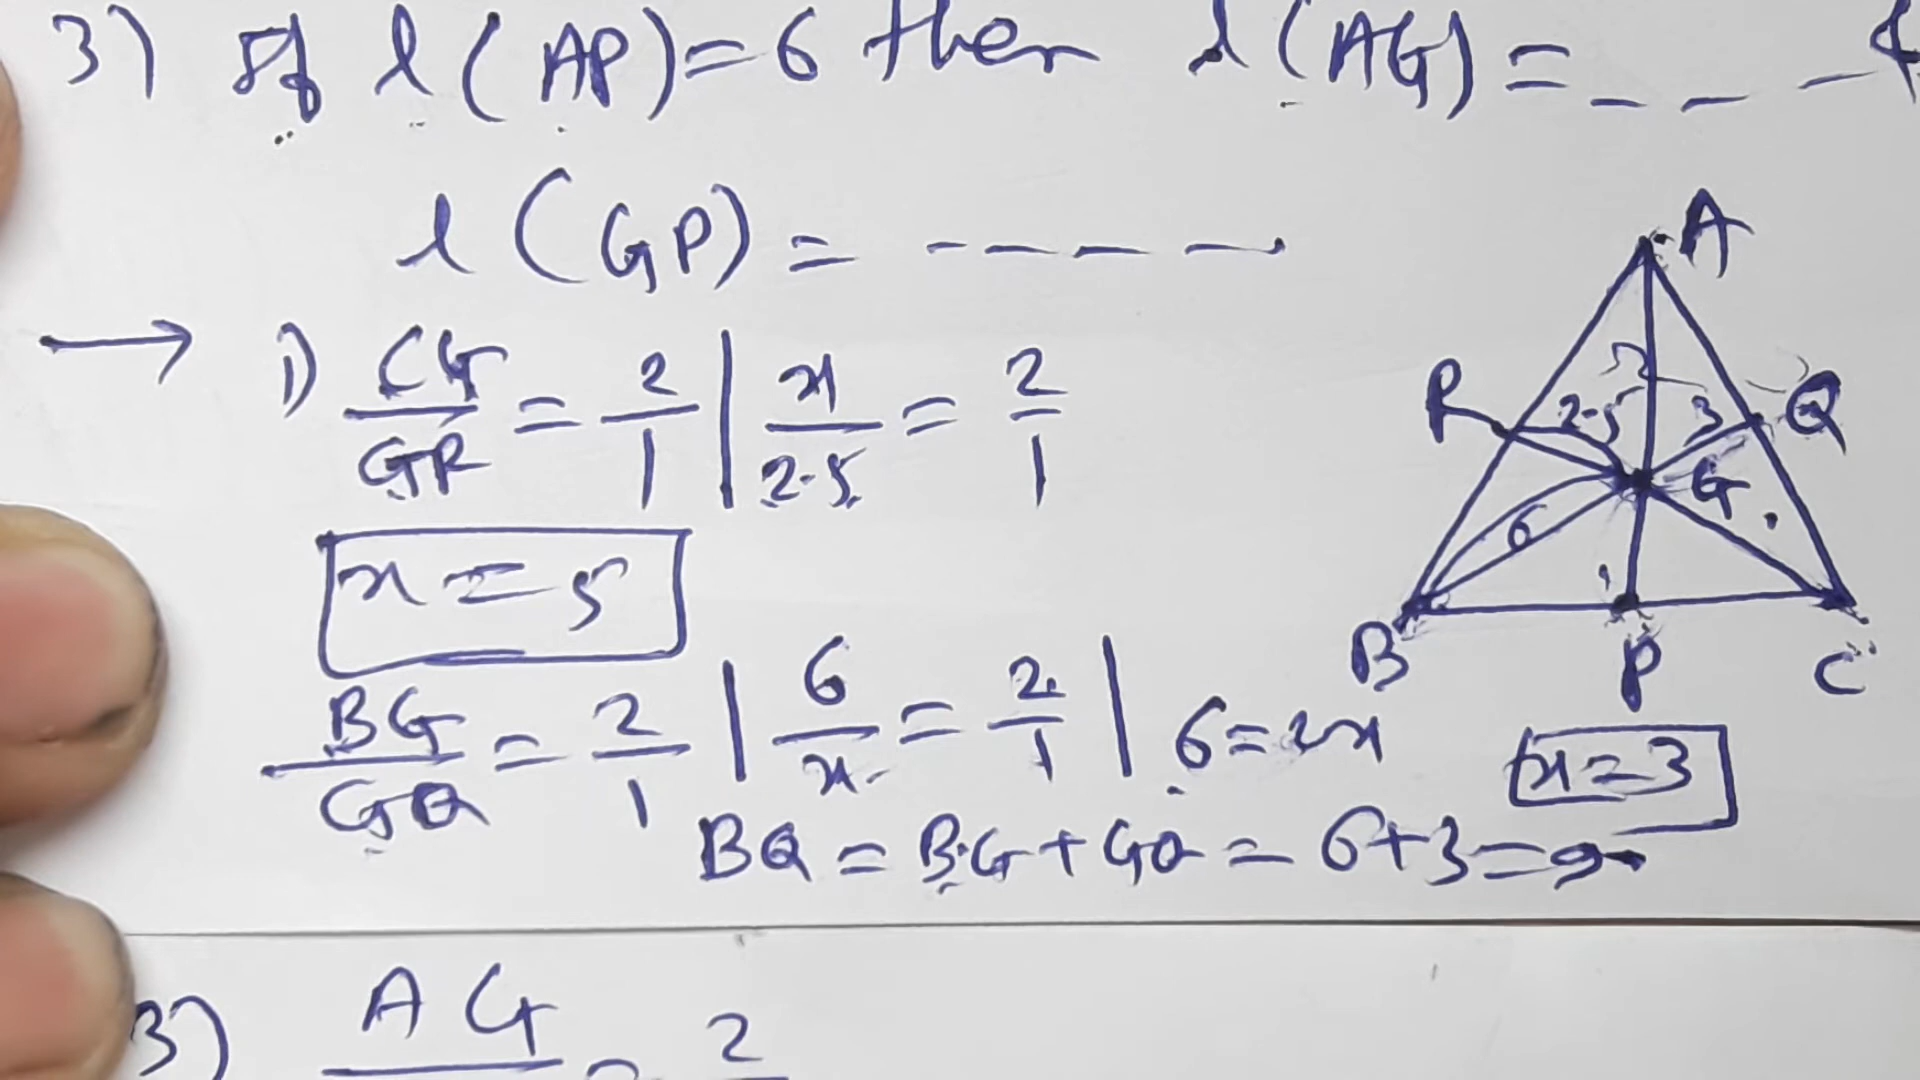 3) If l(AP)=6 then l(AG)=_ _ _ &
l(GP)= - - - - -
→ 1) CG/GR = 2/1 | x/2.5 = 2/1
x = 5
BG/GQ = 2/1 | 6/x = 2/1 | 6=2x
x=3
BQ = BG+GQ = 6+3=9
A
R 2.5 3 Q
G
6
B P C
3) AG = 2